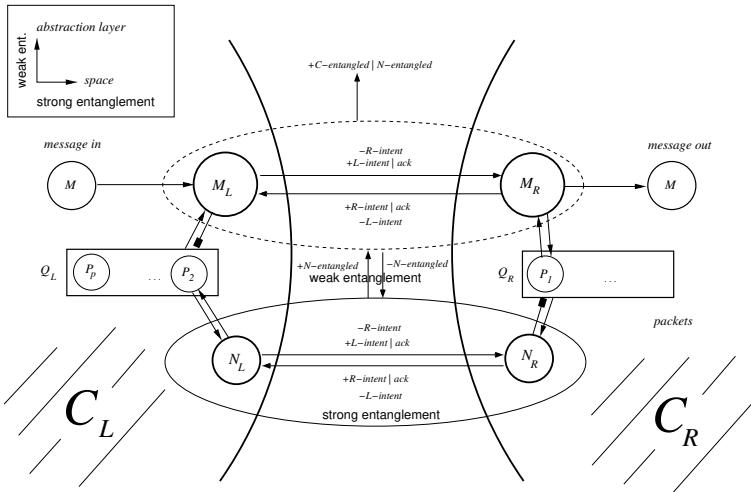 abstraction layer
weak ent.
space
strong entanglement
+C−entangled | N−entangled
message in
message out
−R−intent
+L−intent | ack
M
M_L
M_R
M
+R−intent | ack
−L−intent
Q_L
P_p
...
P_2
+N−entangled
−N−entangled
weak entanglement
Q_R
P_1
...
packets
−R−intent
+L−intent | ack
N_L
N_R
+R−intent | ack
−L−intent
strong entanglement
C_L
C_R